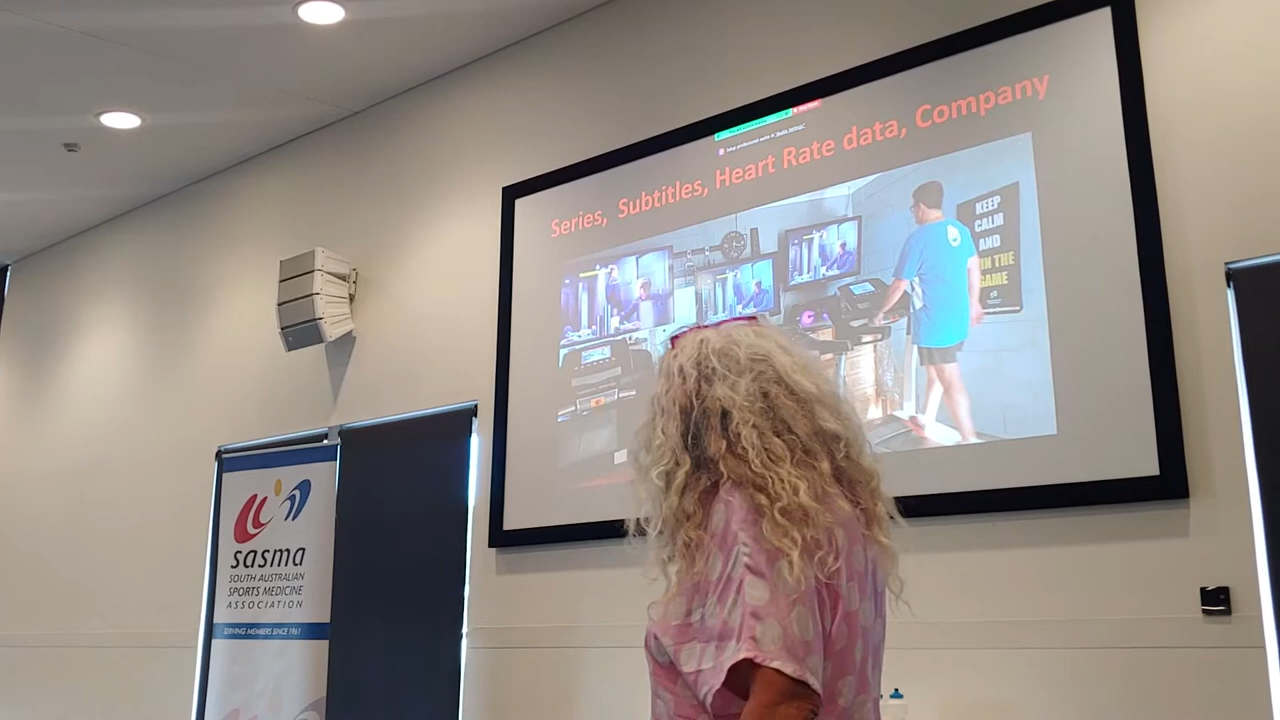 Series, Subtitles, Heart Rate data, Company
KEEP
CALM
AND
IN THE
GAME
sasma
SOUTH AUSTRALIAN
SPORTS MEDICINE
ASSOCIATION
SERVING MEMBERS SINCE 1961